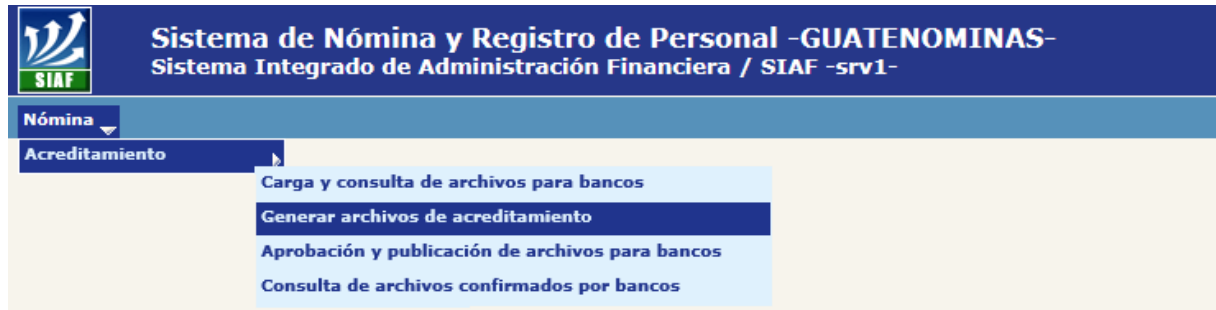 Sistema de Nómina y Registro de Personal -GUATENOMINAS-
Sistema Integrado de Administración Financiera / SIAF -srv1-
SIAF
Nómina
Acreditamiento
Carga y consulta de archivos para bancos
Generar archivos de acreditamiento
Aprobación y publicación de archivos para bancos
Consulta de archivos confirmados por bancos